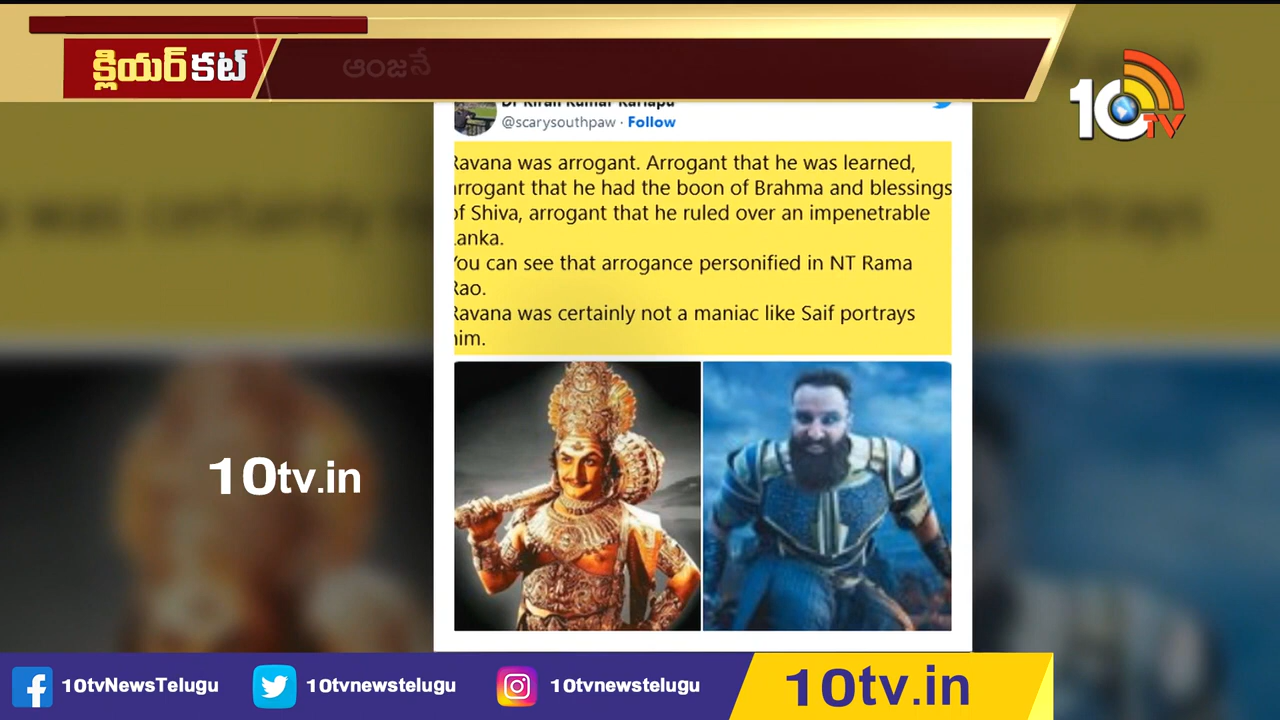 క్లియర్ కట్
ఆంజనే
10TV
@scarysouthpaw · Follow
Ravana was arrogant. Arrogant that he was learned,
arrogant that he had the boon of Brahma and blessings
of Shiva, arrogant that he ruled over an impenetrable
Lanka.
You can see that arrogance personified in NT Rama
Rao.
Ravana was certainly not a maniac like Saif portrays
him.
10tv.in
10tvNewsTelugu
10tvnewstelugu
10tvnewstelugu
10tv.in